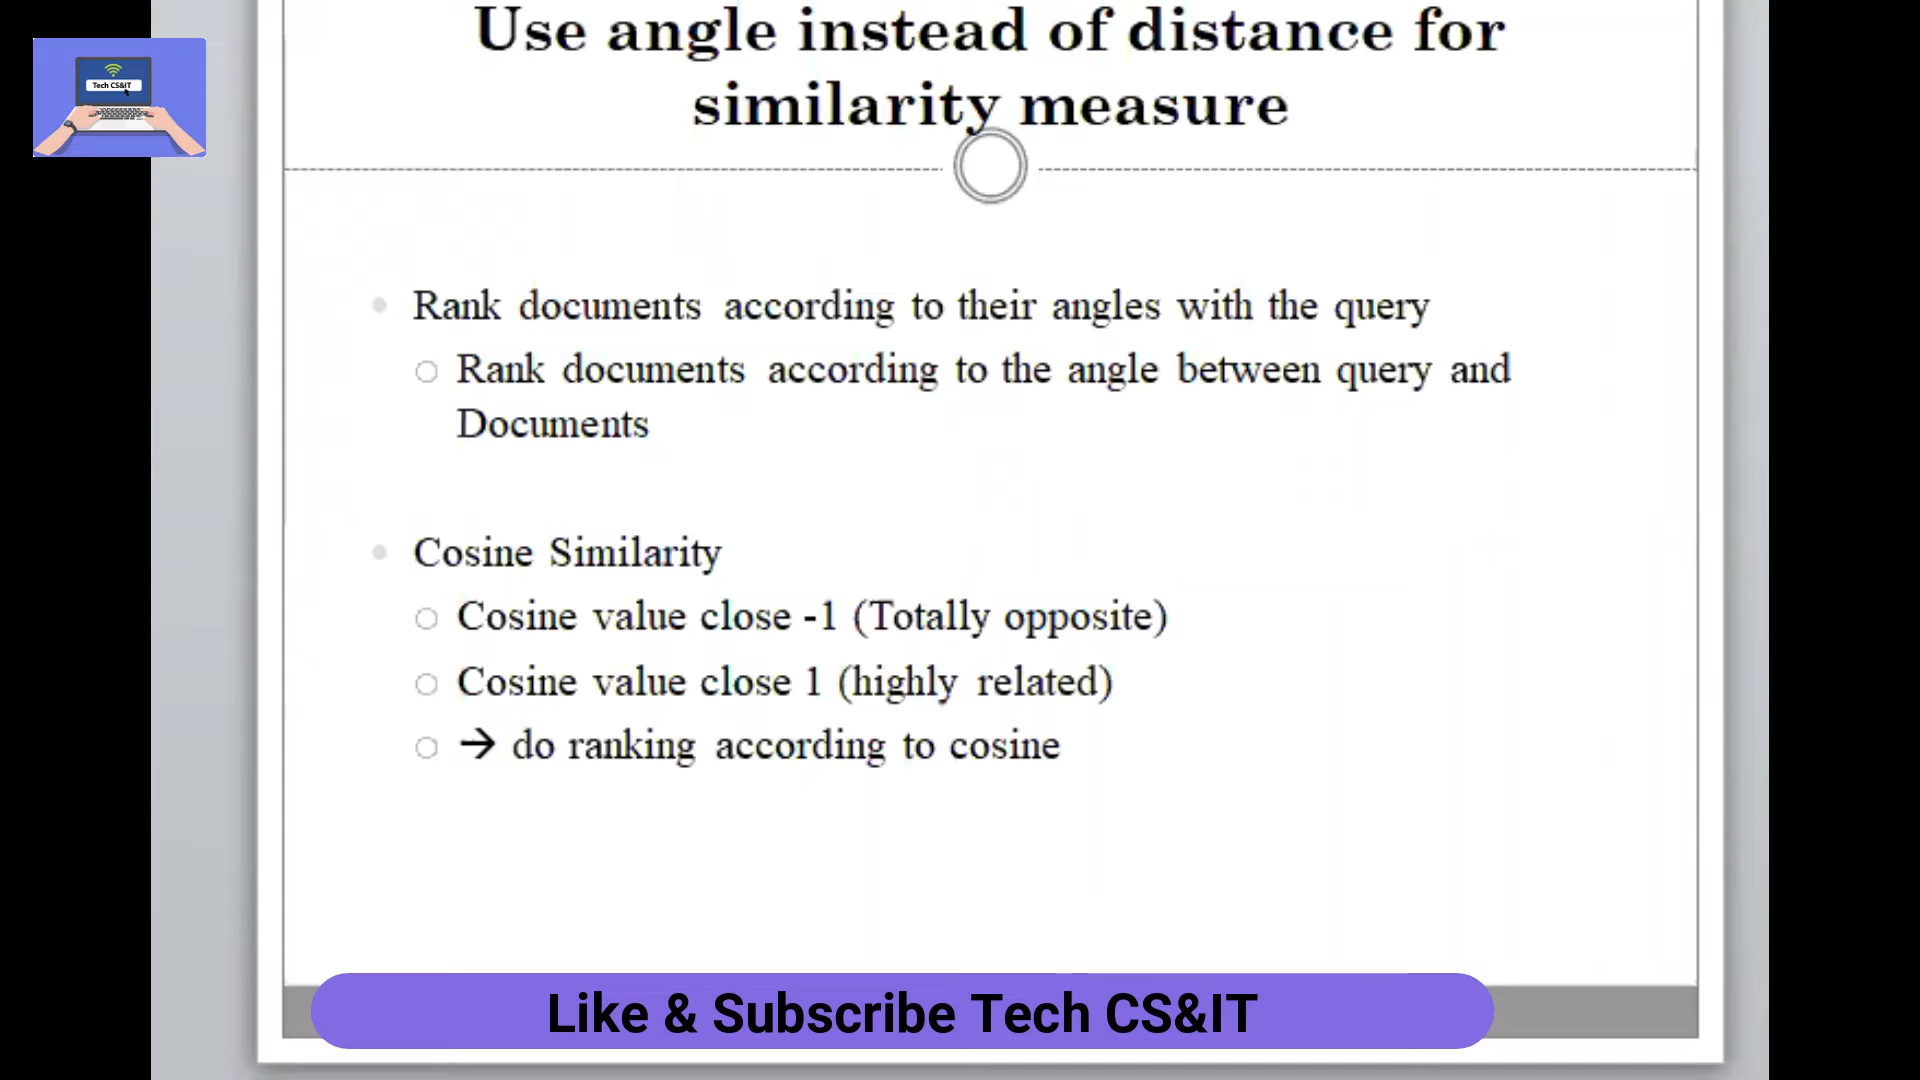 Use angle instead of distance for
similarity measure
Tech CS&IT
Rank documents according to their angles with the query
Rank documents according to the angle between query and
Documents
Cosine Similarity
Cosine value close -1 (Totally opposite)
Cosine value close 1 (highly related)
→ do ranking according to cosine
Like & Subscribe Tech CS&IT